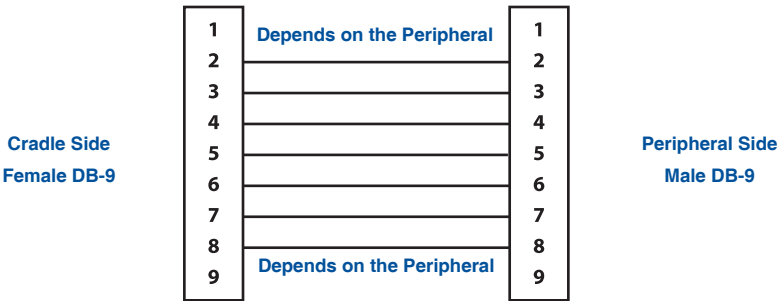 1 Depends on the Peripheral 1
2 2
3 3
4 4
Cradle Side 5 5 Peripheral Side
Female DB-9 6 6 Male DB-9
7 7
8 8
9 Depends on the Peripheral 9